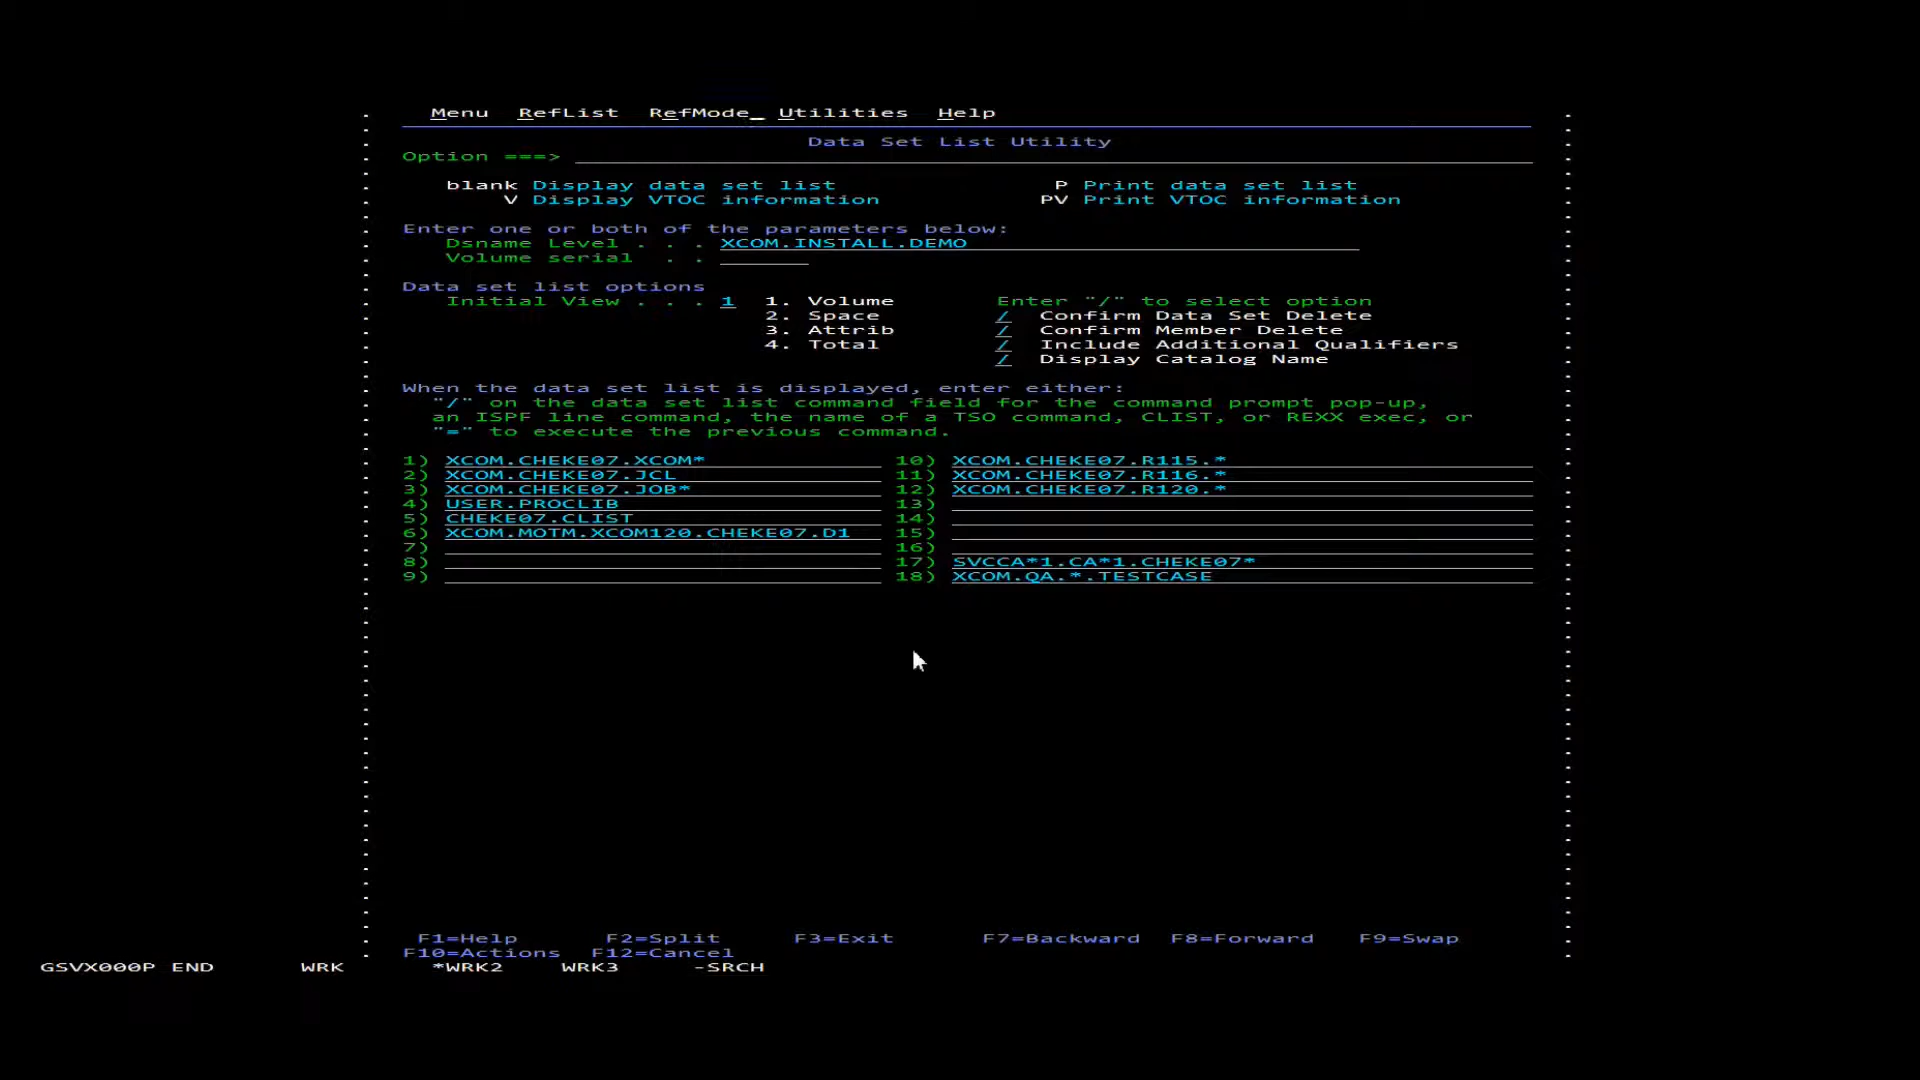 Menu RefList RefMode_ Utilities Help
Data Set List Utility
Option ===>
blank Display data set list P Print data set list
V Display VTOC information PV Print VTOC information
Enter one or both of the parameters below:
Dsname Level . . . XCOM.INSTALL.DEMO
Volume serial . .
Data set list options
Initial View . . . 1 1. Volume Enter "/" to select option
2. Space / Confirm Data Set Delete
3. Attrib / Confirm Member Delete
4. Total / Include Additional Qualifiers
/ Display Catalog Name
When the data set list is displayed, enter either:
"/" on the data set list command field for the command prompt pop-up,
an ISPF line command, the name of a TSO command, CLIST, or REXX exec, or
"=" to execute the previous command.
1) XCOM.CHEKE07.XCOM* 10) XCOM.CHEKE07.R115.*
2) XCOM.CHEKE07.JCL 11) XCOM.CHEKE07.R116.*
3) XCOM.CHEKE07.JOB* 12) XCOM.CHEKE07.R120.*
4) USER.PROCLIB 13)
5) CHEKE07.CLIST 14)
6) XCOM.MOTM.XCOM120.CHEKE07.D1 15)
7) 16)
8) 17) SVCCA*1.CA*1.CHEKE07*
9) 18) XCOM.QA.*.TESTCASE
F1=Help F2=Split F3=Exit F7=Backward F8=Forward F9=Swap
F10=Actions F12=Cancel
GSVX000P END WRK *WRK2 WRK3 -SRCH